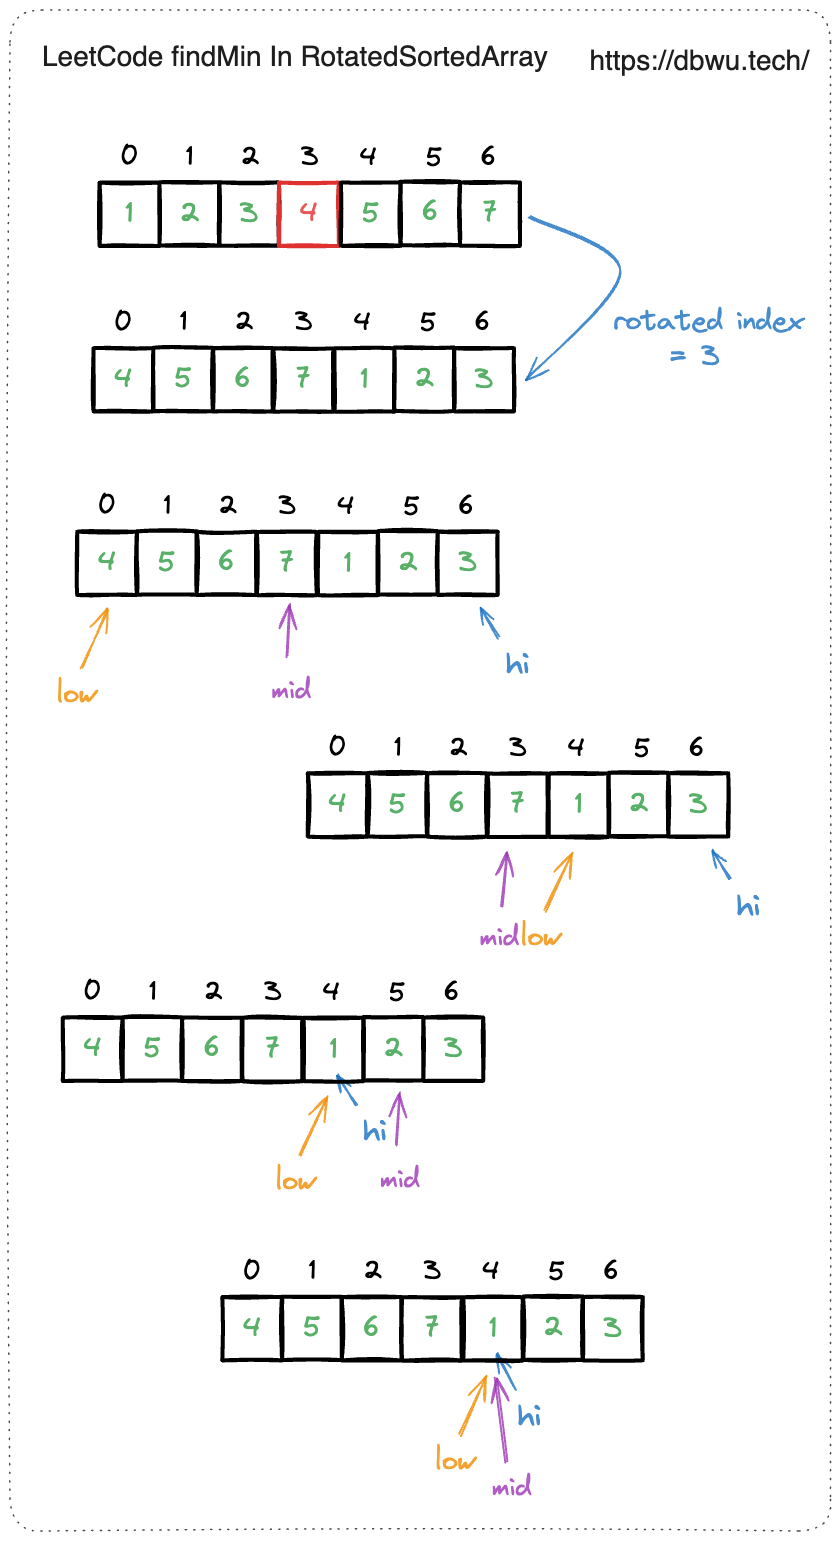 LeetCode findMin In RotatedSortedArray https://dbwu.tech/
0 1 2 3 4 5 6
1 2 3 4 5 6 7
rotated index
= 3
0 1 2 3 4 5 6
4 5 6 7 1 2 3
0 1 2 3 4 5 6
4 5 6 7 1 2 3
low mid hi
0 1 2 3 4 5 6
4 5 6 7 1 2 3
mid low hi
0 1 2 3 4 5 6
4 5 6 7 1 2 3
low hi mid
0 1 2 3 4 5 6
4 5 6 7 1 2 3
low mid hi